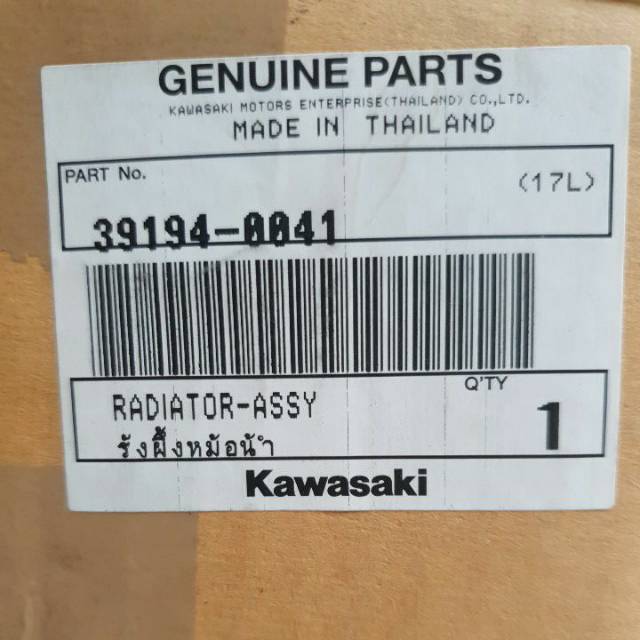 GENUINE PARTS
KAWASAKI MOTORS ENTERPRISE(THAILAND) CO.,LTD.
MADE IN THAILAND
PART No.
(17L)
39194-0041
Q'TY
RADIATOR-ASSY
1
รังผึ้งหม้อน้ำ
Kawasaki